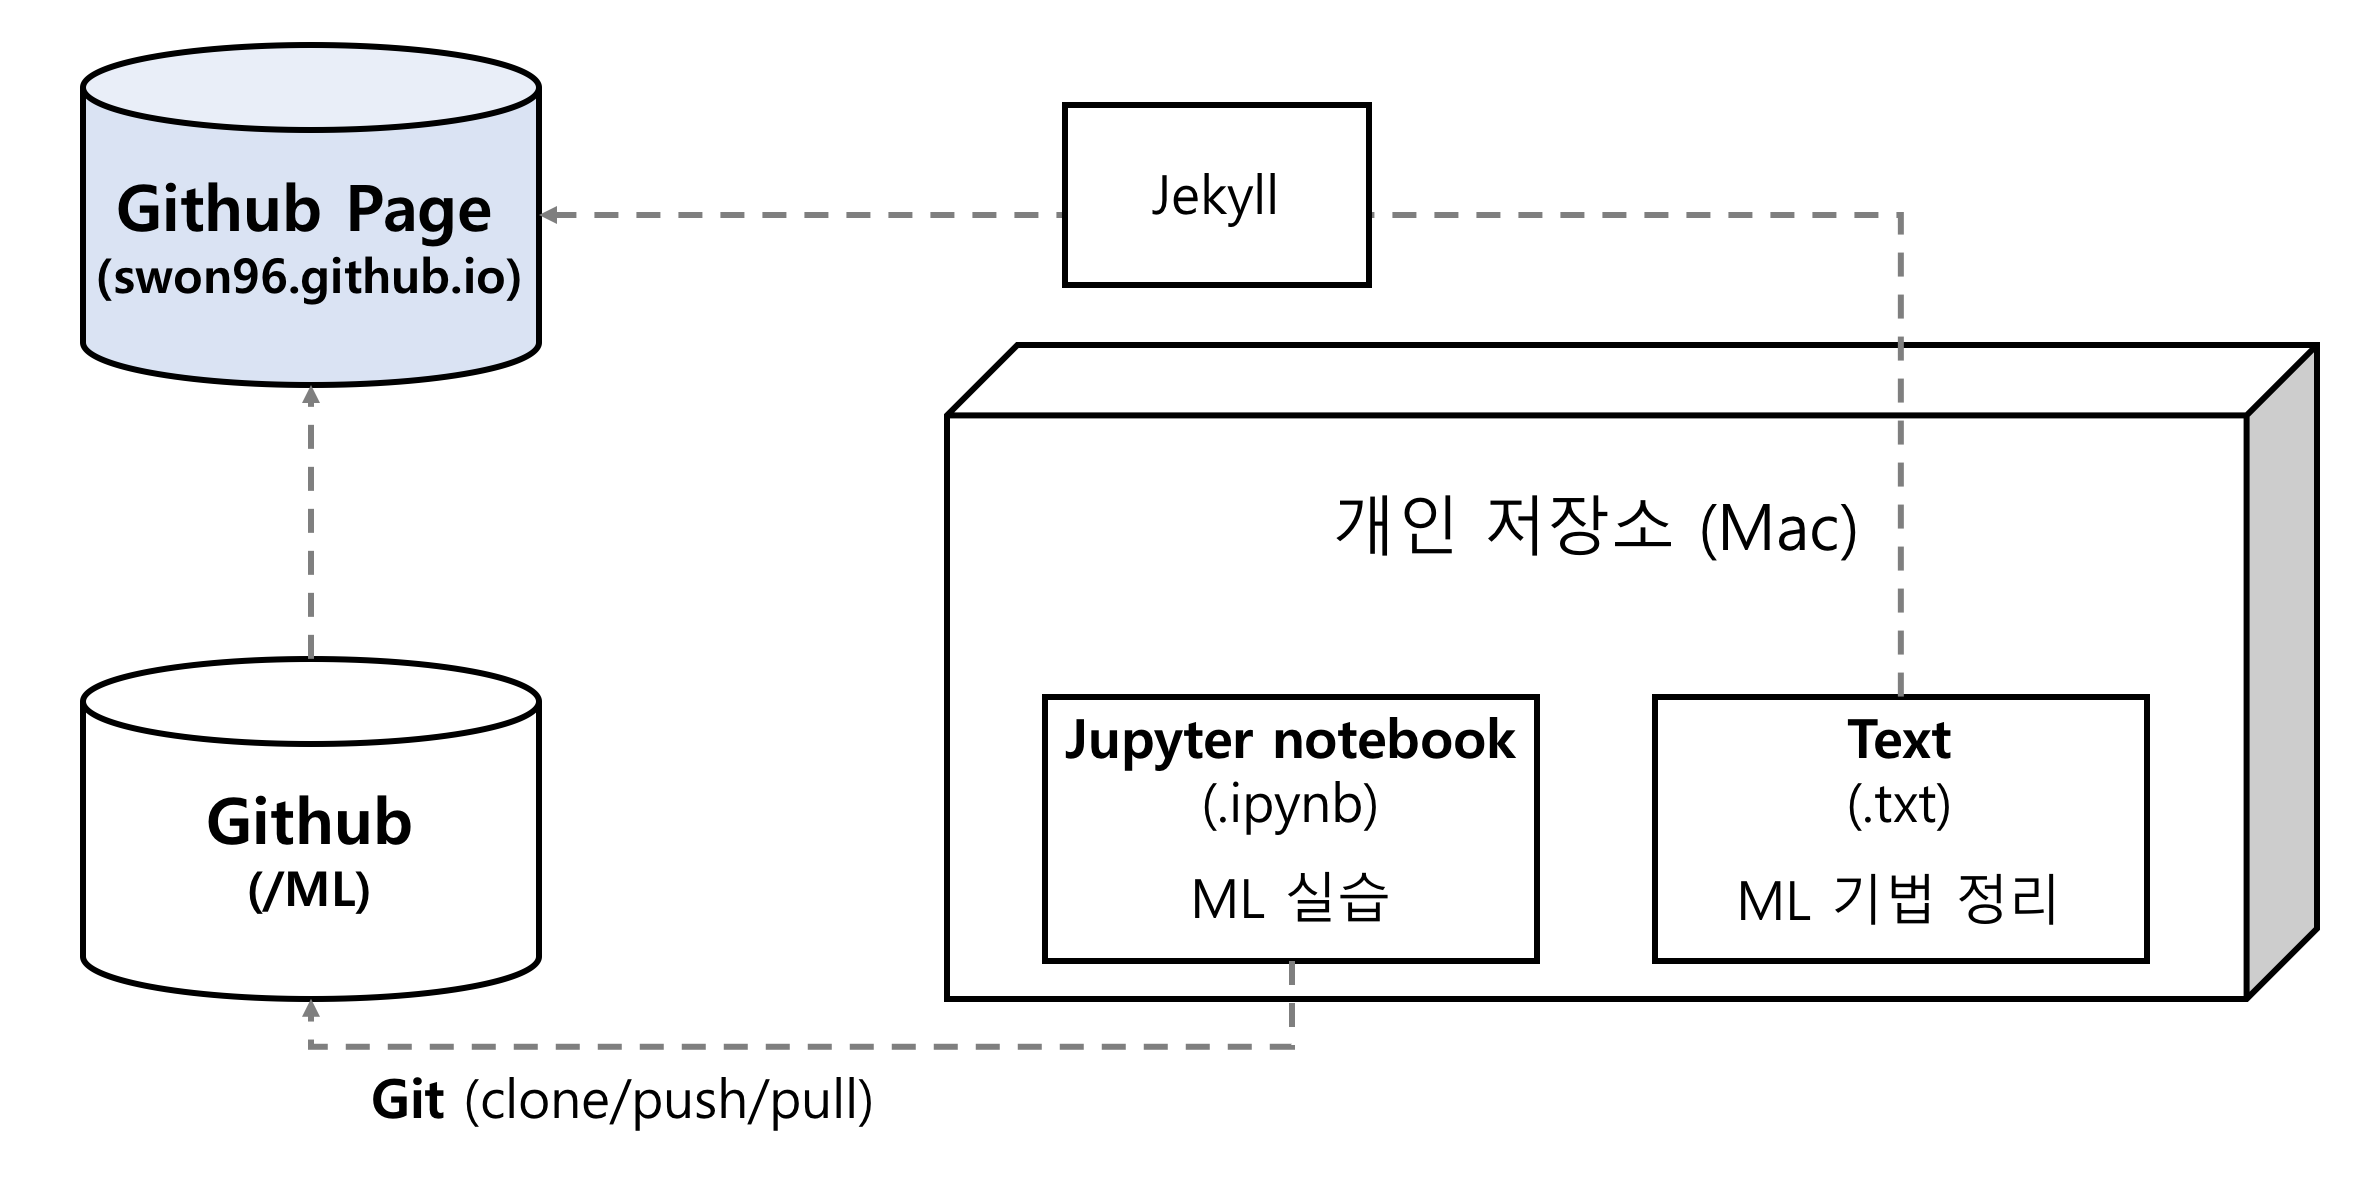 Github Page
(swon96.github.io)
Jekyll
개인 저장소 (Mac)
Jupyter notebook
(.ipynb)
ML 실습
Text
(.txt)
ML 기법 정리
Github
(/ML)
Git (clone/push/pull)